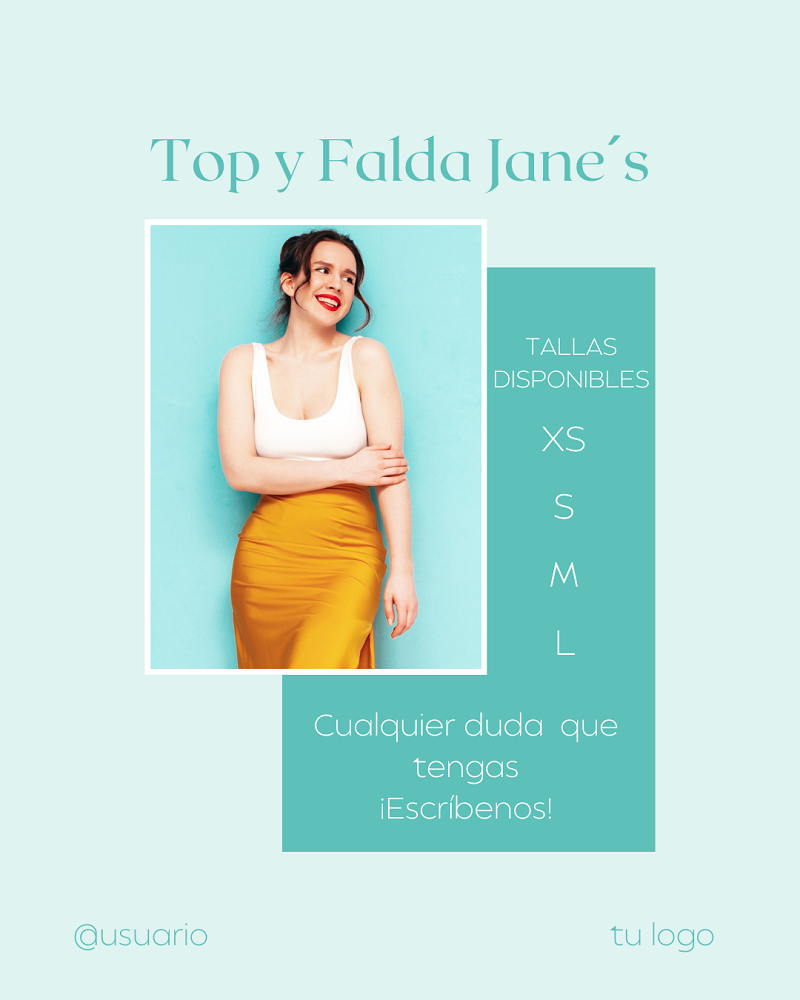 Top y Falda Jane´s
TALLAS
DISPONIBLES
XS
S
M
L
Cualquier duda  que
tengas
¡Escríbenos!
@usuario
tu logo